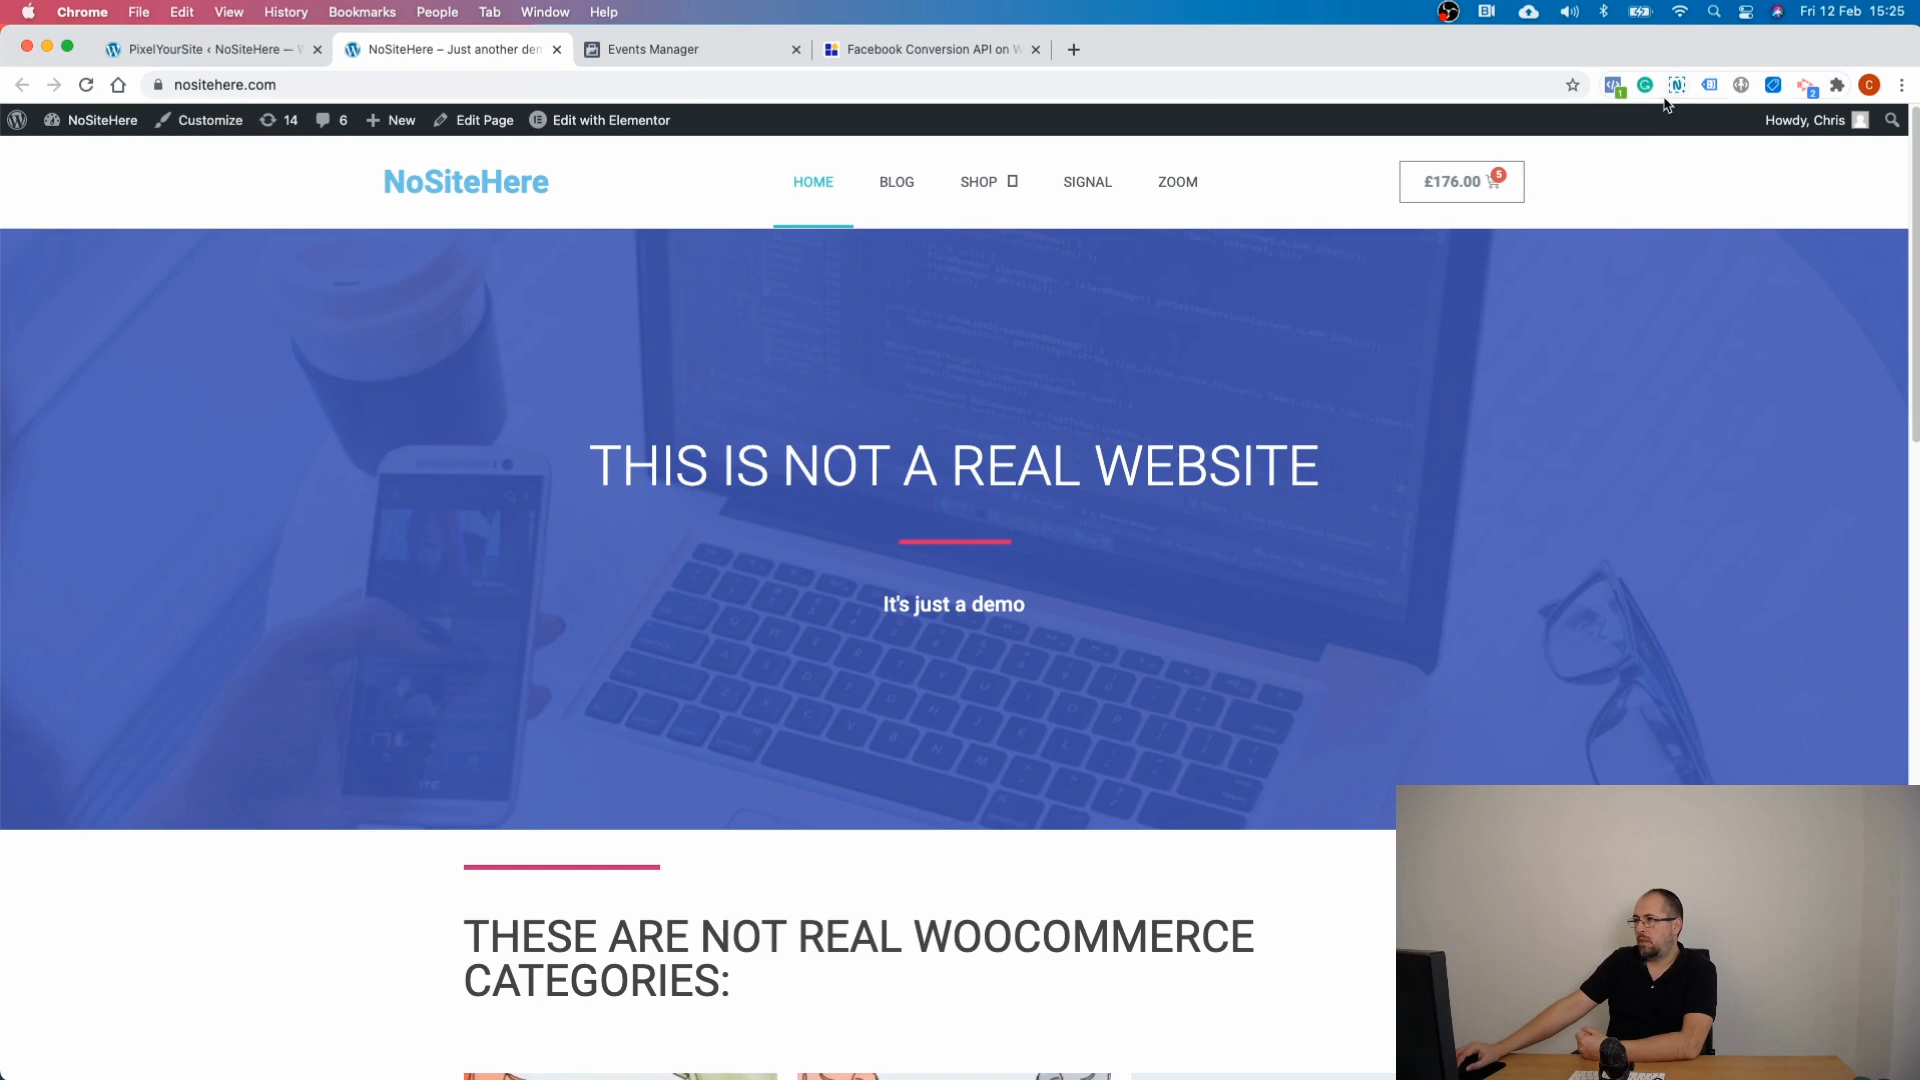 Chrome File Edit View History Bookmarks People Tab Window Help
Fri 12 Feb 15:25
PixelYourSite ‹ NoSiteHere — W
NoSiteHere – Just another dem
Events Manager
Facebook Conversion API on W
nositehere.com
1
2
C
NoSiteHere
Customize
14
6
New
Edit Page
Edit with Elementor
Howdy, Chris
NoSiteHere
HOME
BLOG
SHOP
SIGNAL
ZOOM
£176.00
5
THIS IS NOT A REAL WEBSITE
It's just a demo
THESE ARE NOT REAL WOOCOMMERCE
CATEGORIES: